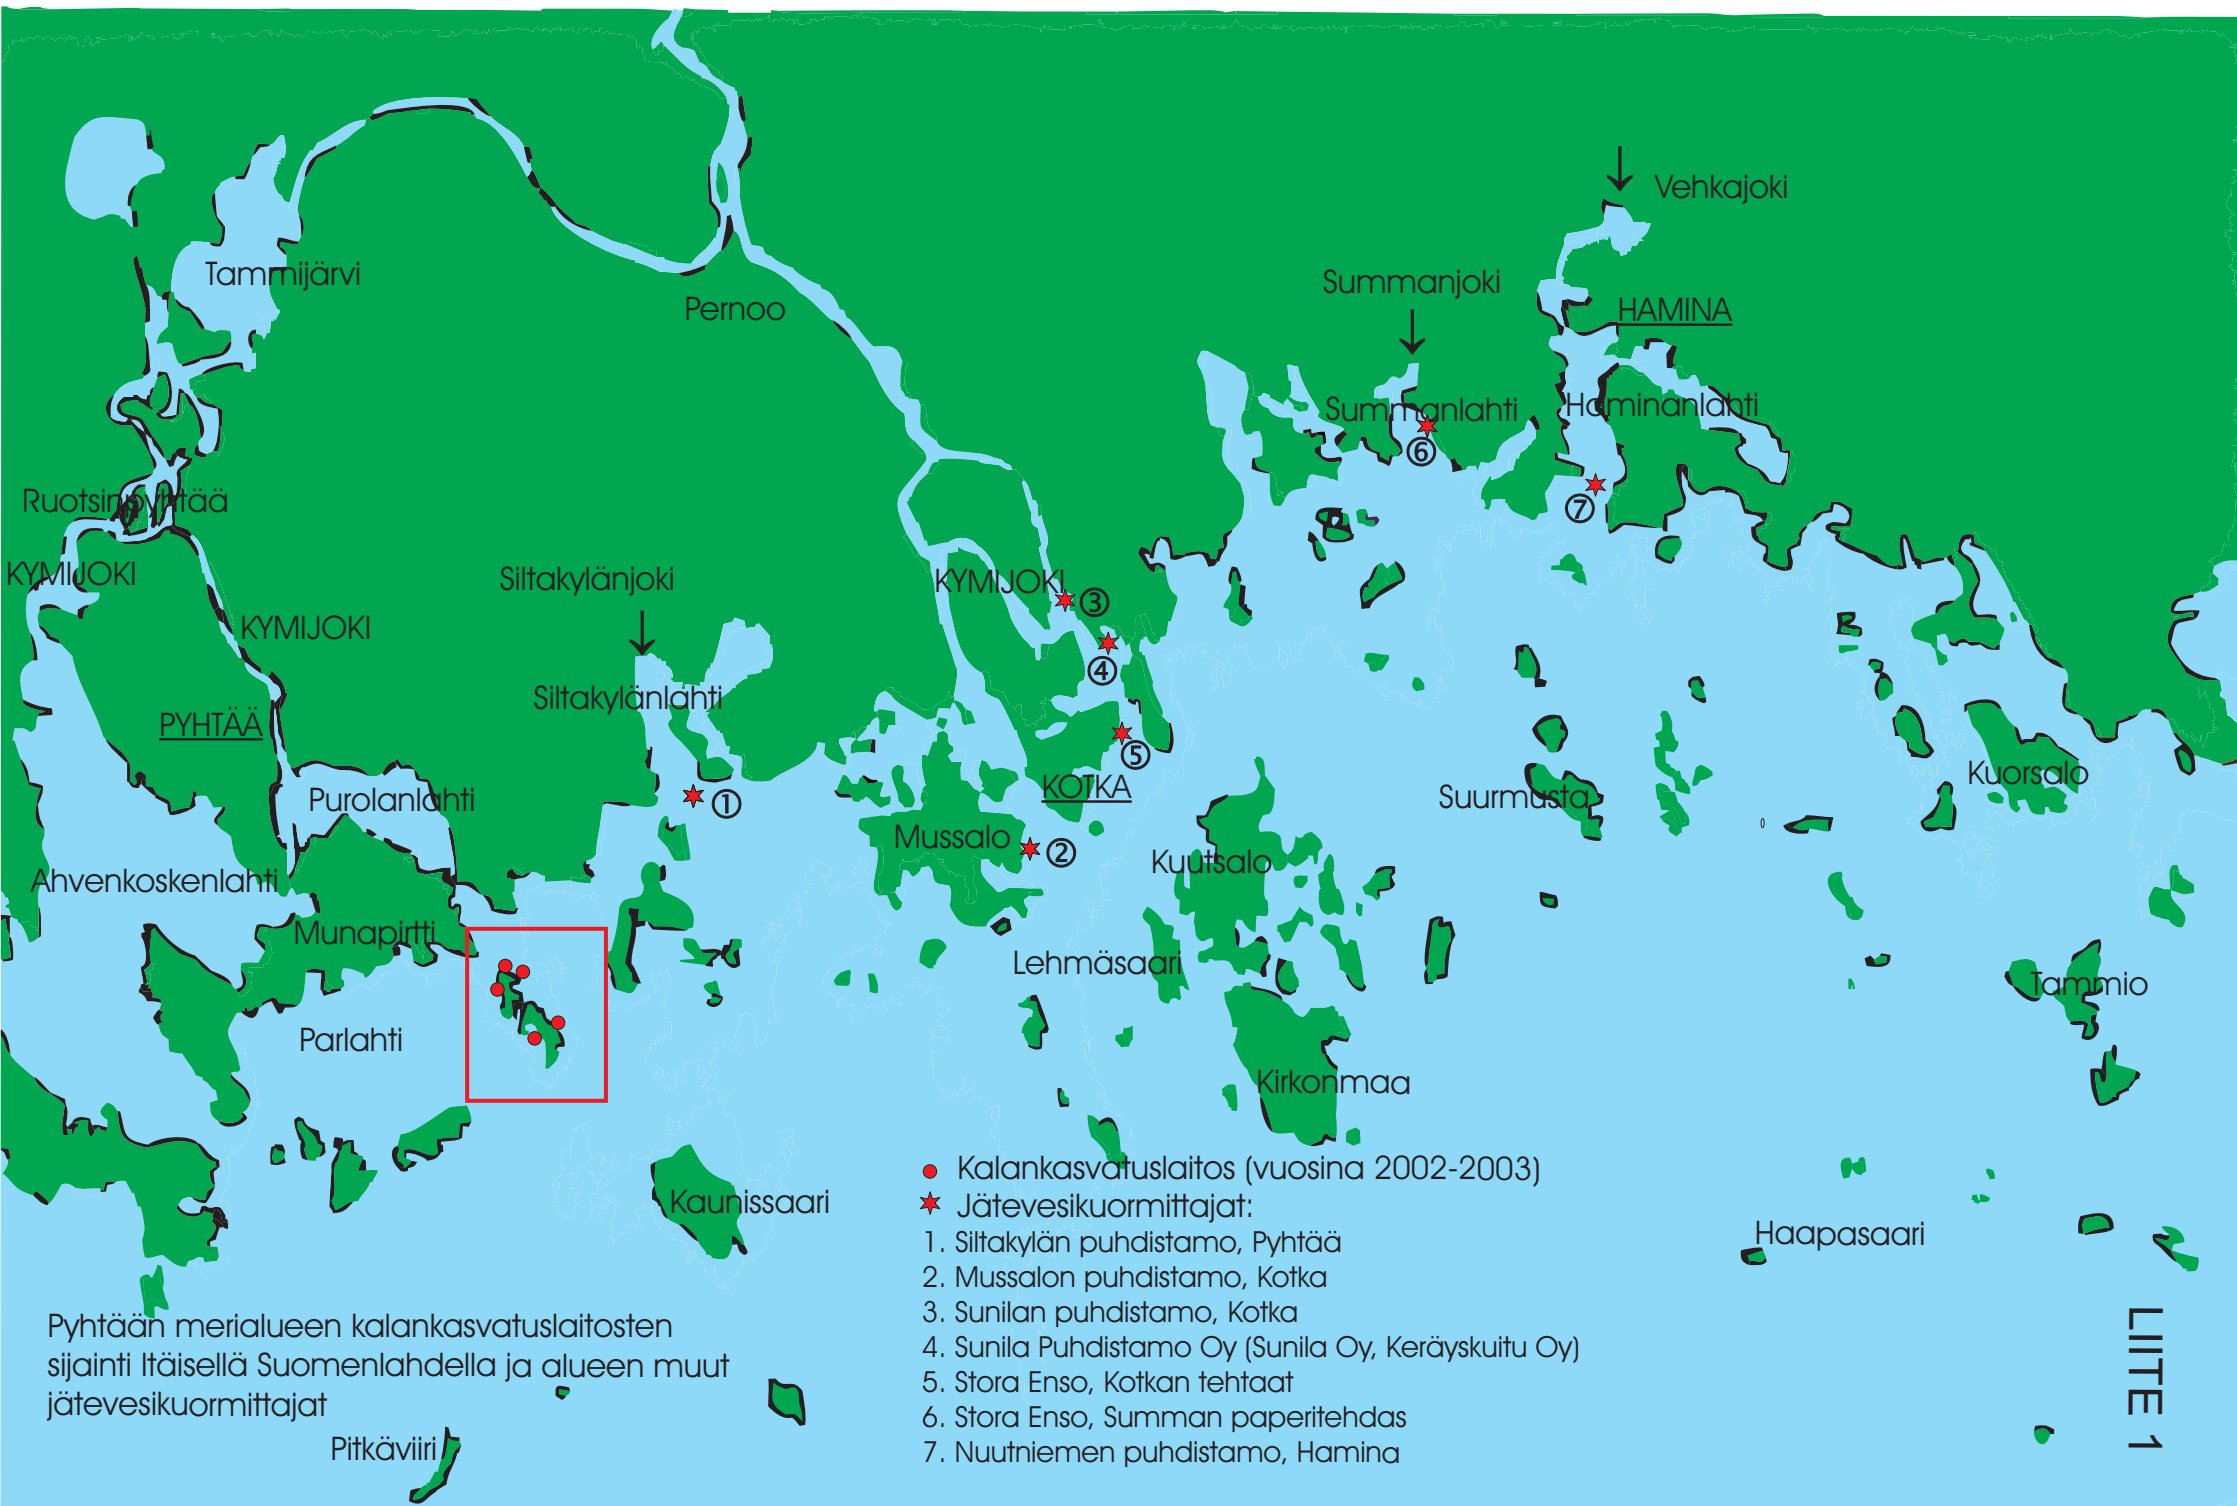 Vehkajoki
Tammijärvi
Summanjoki
Pernoo
HAMINA
Summanlahti
Haminanlahti
⑥
Ruotsinpyhtää
⑦
KYMIJOKI
Siltakylänjoki
KYMIJOKI
③
KYMIJOKI
④
Siltakylänlahti
PYHTÄÄ
⑤
Kuorsalo
KOTKA
Purolanlahti
①
Suurmusta
Mussalo
②
Kuutsalo
Ahvenkoskenlahti
Munapirtti
Lehmäsaari
Tammio
Parlahti
Kirkonmaa
Kaunissaari
Haapasaari
Kalankasvatuslaitos (vuosina 2002-2003)
Jätevesikuormittajat:
1. Siltakylän puhdistamo, Pyhtää
2. Mussalon puhdistamo, Kotka
3. Sunilan puhdistamo, Kotka
4. Sunila Puhdistamo Oy (Sunila Oy, Keräyskuitu Oy)
5. Stora Enso, Kotkan tehtaat
6. Stora Enso, Summan paperitehdas
7. Nuutniemen puhdistamo, Hamina
Pyhtään merialueen kalankasvatuslaitosten
sijainti Itäisellä Suomenlahdella ja alueen muut
jätevesikuormittajat
Pitkäviiri
LIITE 1